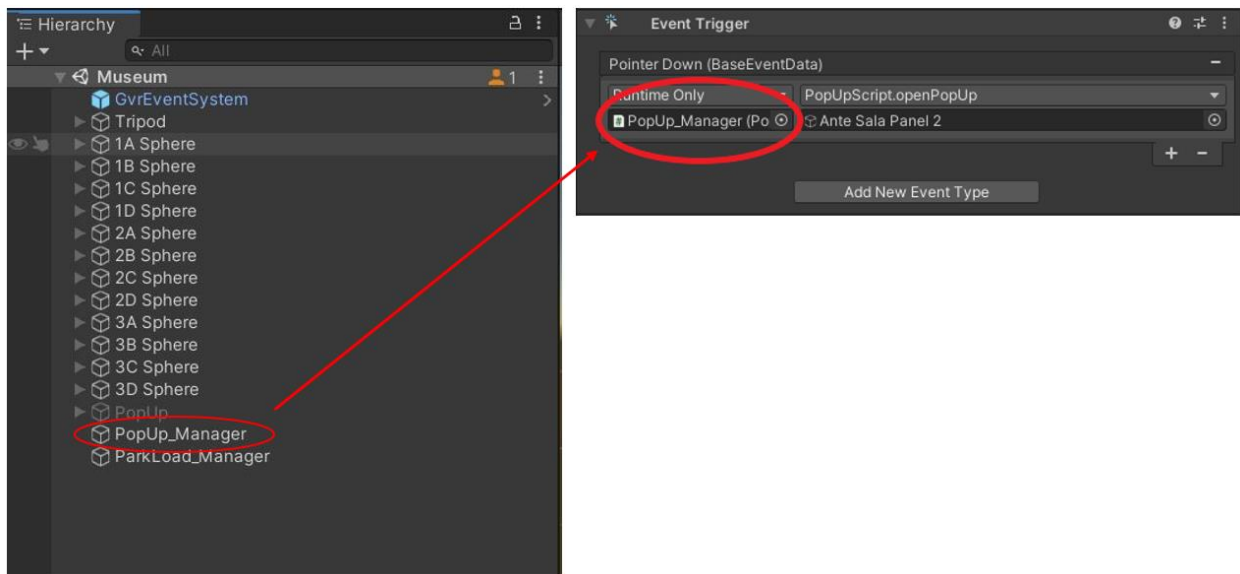 Hierarchy
All
Museum
1
GvrEventSystem
Tripod
1A Sphere
1B Sphere
1C Sphere
1D Sphere
2A Sphere
2B Sphere
2C Sphere
2D Sphere
3A Sphere
3B Sphere
3C Sphere
3D Sphere
PopUp
PopUp_Manager
ParkLoad_Manager
Event Trigger
Pointer Down (BaseEventData)
Runtime Only PopUpScript.openPopUp
PopUp_Manager (Po Ante Sala Panel 2
Add New Event Type